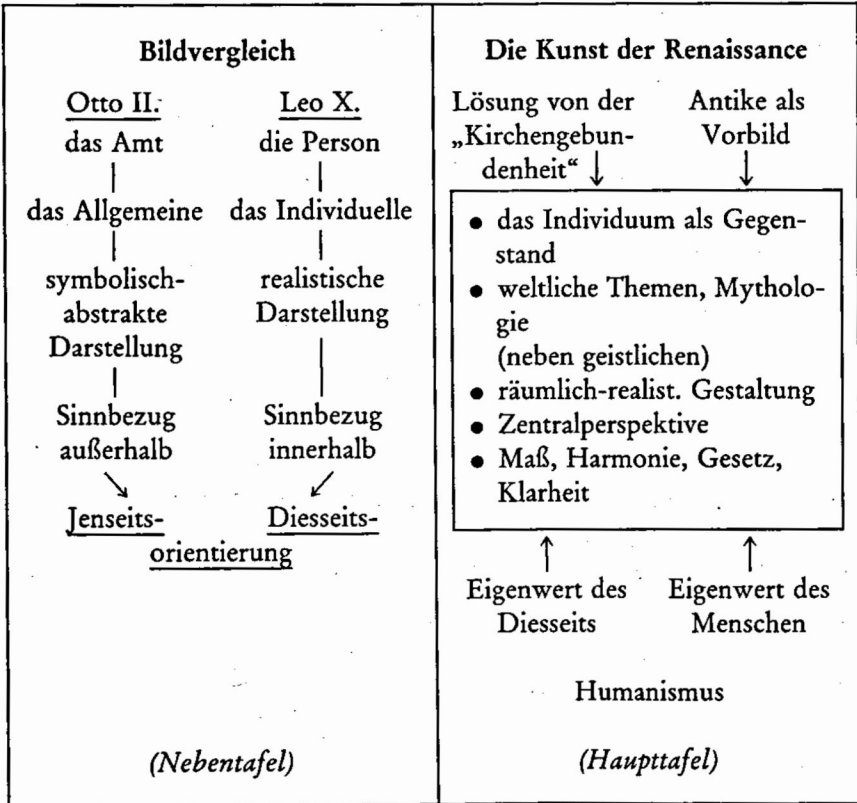 Bildvergleich
Otto II. Leo X.
das Amt die Person
das Allgemeine das Individuelle
symbolisch- realistische
abstrakte Darstellung
Darstellung
Sinnbezug Sinnbezug
außerhalb innerhalb
Jenseits- Diesseits-
orientierung
(Nebentafel)
Die Kunst der Renaissance
Lösung von der Antike als
„Kirchengebun- Vorbild
denheit“
• das Individuum als Gegen-
stand
• weltliche Themen, Mytholo-
gie
(neben geistlichen)
• räumlich-realist. Gestaltung
• Zentralperspektive
• Maß, Harmonie, Gesetz,
Klarheit
Eigenwert des Eigenwert des
Diesseits Menschen
Humanismus
(Haupttafel)